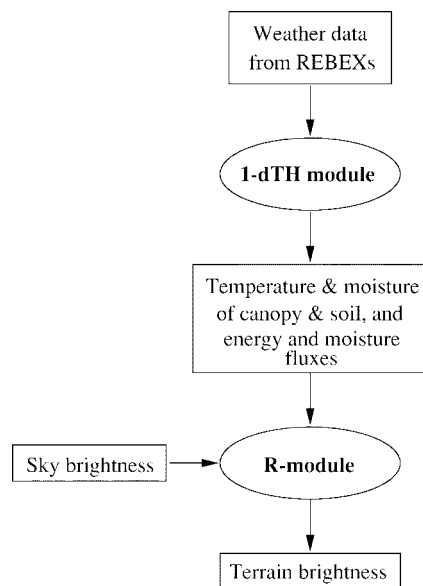 Weather data
from REBEXs
1-dTH module
Temperature & moisture
of canopy & soil, and
energy and moisture
fluxes
Sky brightness
R-module
Terrain brightness